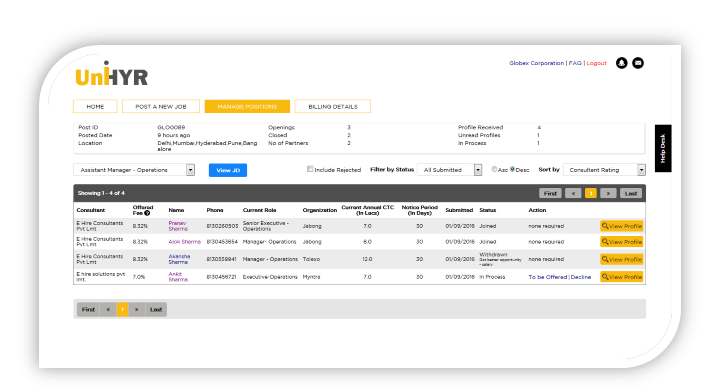 Globex Corporation | FAQ | Logout
UniHYR
HOME POST A NEW JOB MANAGE POSITIONS BILLING DETAILS
Post ID GLO0089 Openings 3 Profile Received 4
Posted Date 9 hours ago Closed 2 Unread Profiles 1
Location Delhi,Mumbai,Hyderabad,Pune,Bang No of Partners 2 In Process 1
alore
Help Desk
Assistant Manager - Operations View JD Include Rejected Filter by Status All Submitted Asc Desc Sort by Consultant Rating
Showing 1 - 4 of 4 First < 1 > Last
Consultant Offered Fee Name Phone Current Role Organization Current Annual CTC (In Lacs) Notice Period (In Days) Submitted Status Action
E Hire Consultants Pvt Lmt 8.32% Pranav Sharma 8130260503 Senior Executive - Operations Jabong 7.0 30 01/09/2016 Joined none required View Profile
E Hire Consultants Pvt Lmt 8.32% Alok Sharma 8130453654 Manager- Operations Jabong 6.0 30 01/09/2016 Joined none required View Profile
E Hire Consultants Pvt Lmt 8.32% Akansha Sharma 8130559941 Manager - Operations Tolexo 12.0 30 01/09/2016 Withdrawn Got better opportunity - salary none required View Profile
E hire solutions pvt lmt. 7.0% Ankit Sharma 8130456721 Executive-Operations Myntra 7.0 30 01/09/2016 In Process To be Offered | Decline View Profile
First < 1 > Last